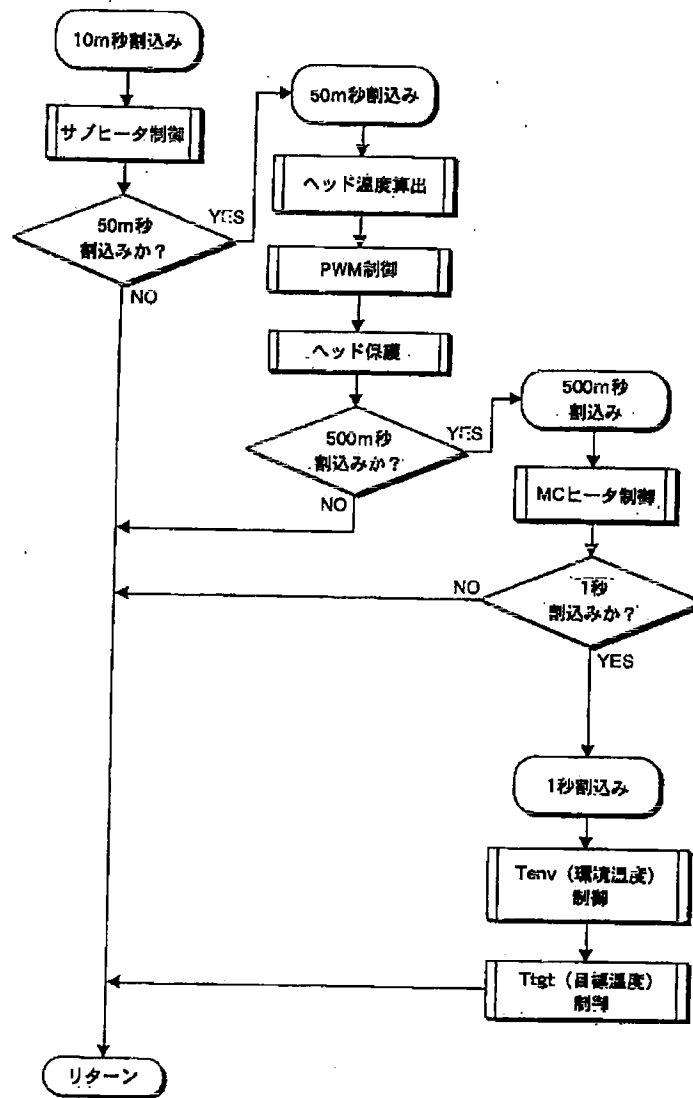 10m秒割込み
サブヒータ制御
50m秒
割込みか？
YES
NO
50m秒割込み
ヘッド温度算出
PWM制御
ヘッド保護
500m秒
割込みか？
YES
NO
500m秒
割込み
MCヒータ制御
1秒
割込みか？
NO
YES
1秒割込み
Tenv（環境温度）
制御
Ttgt（目標温度）
制御
リターン